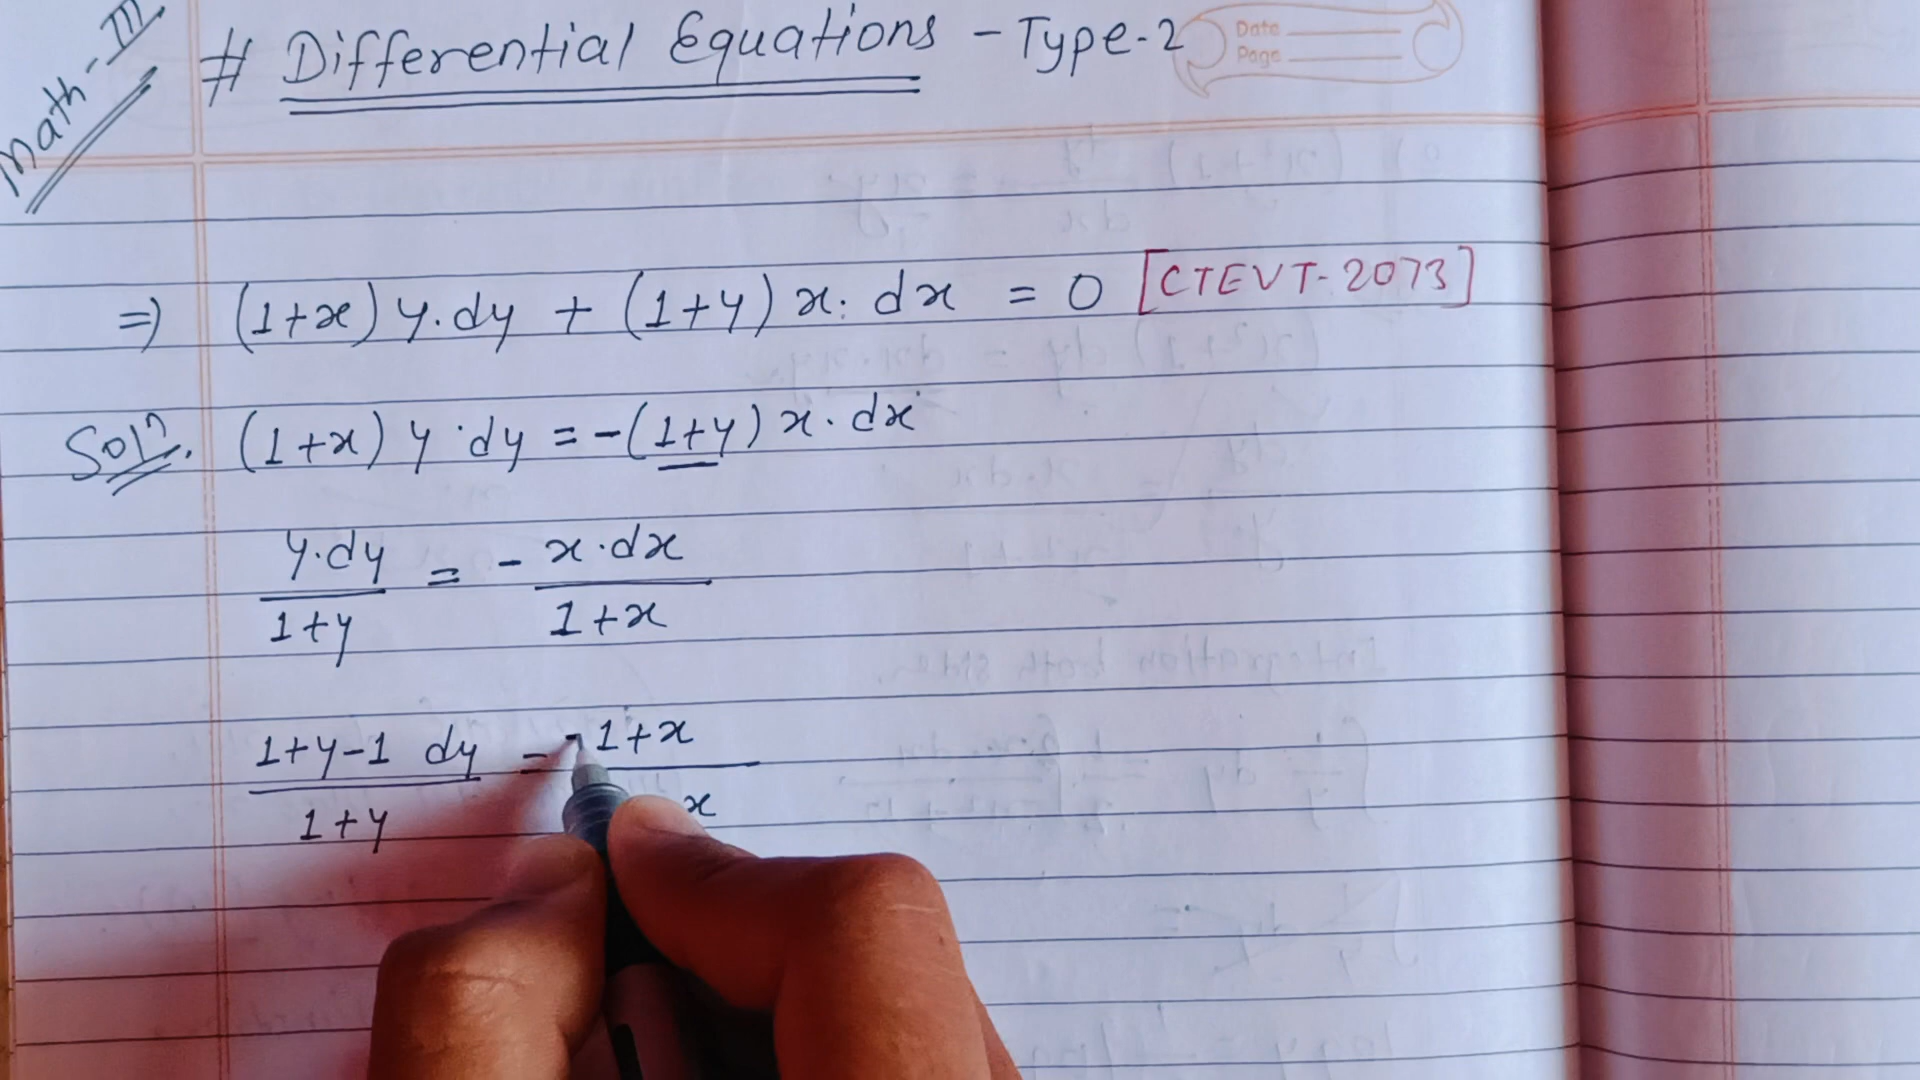 Math-III
# Differential Equations - Type-2
Date
Page
=) (1+x) y.dy + (1+y) x. dx = 0 [CTEVT-2073]
Soln. (1+x) y.dy = -(1+y) x.dx
y.dy / 1+y = - x.dx / 1+x
1+y-1 dy / 1+y = - 1+x / x